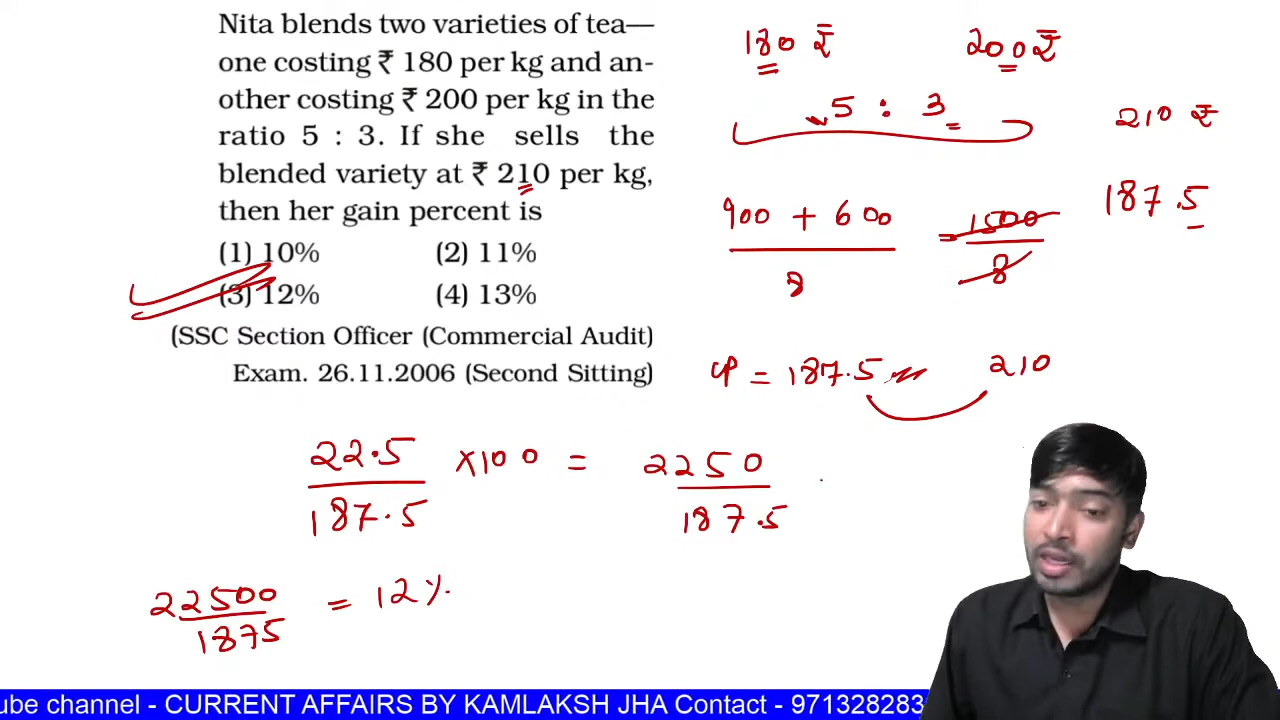 Nita blends two varieties of tea—
one costing ₹ 180 per kg and an-
other costing ₹ 200 per kg in the
ratio 5 : 3. If she sells the
blended variety at ₹ 210 per kg,
then her gain percent is
(1) 10% (2) 11%
(3) 12% (4) 13%
(SSC Section Officer (Commercial Audit)
Exam. 26.11.2006 (Second Sitting)
180 ₹ 200 ₹
5 : 3
210 ₹
900 + 600 = 1500
8 8
187.5
CP = 187.5 210
22.5 × 100 = 2250
187.5 187.5
22500 = 12%
1875
ube channel - CURRENT AFFAIRS BY KAMLAKSH JHA Contact - 971328283